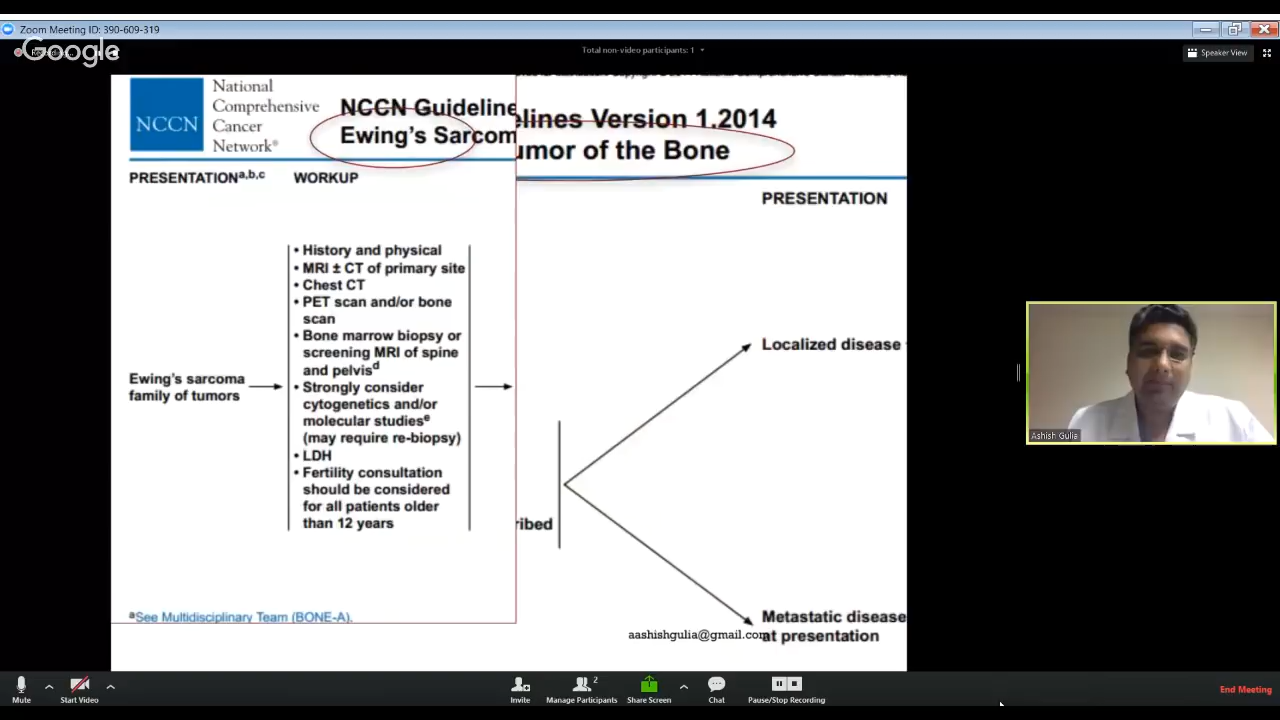 Zoom Meeting ID: 390-609-319
Google
Total non-video participants: 1
Speaker View
NCCN
National
Comprehensive
Cancer
Network®
NCCN Guideline
Ewing's Sarcom
PRESENTATIONa,b,c
WORKUP
Ewing's sarcoma
family of tumors
• History and physical
• MRI ± CT of primary site
• Chest CT
• PET scan and/or bone
scan
• Bone marrow biopsy or
screening MRI of spine
and pelvisd
• Strongly consider
cytogenetics and/or
molecular studiese
(may require re-biopsy)
• LDH
• Fertility consultation
should be considered
for all patients older
than 12 years
aSee Multidisciplinary Team (BONE-A).
elines Version 1.2014
umor of the Bone
PRESENTATION
Localized disease
ribed
Metastatic disease
at presentation
aashishgulia@gmail.com
Ashish Gulia
Mute
Start Video
Invite
2
Manage Participants
Share Screen
Chat
Pause/Stop Recording
End Meeting